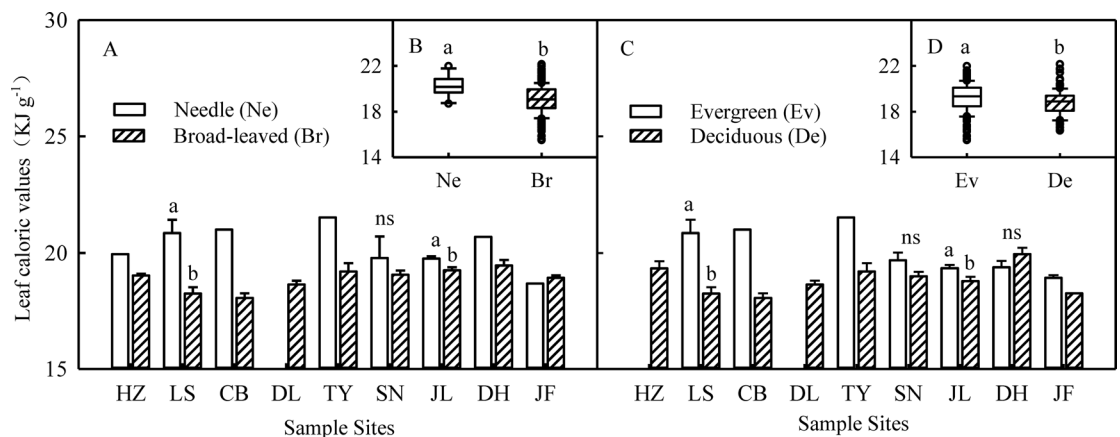 Leaf caloric values (KJ g-1)
30
25
20
15
A
Needle (Ne)
Broad-leaved (Br)
B
a
b
22
18
14
Ne
Br
a
b
ns
a
b
HZ
LS
CB
DL
TY
SN
JL
DH
JF
Sample Sites
C
Evergreen (Ev)
Deciduous (De)
D
a
b
22
18
14
Ev
De
a
b
ns
a
b
ns
HZ
LS
CB
DL
TY
SN
JL
DH
JF
Sample Sites